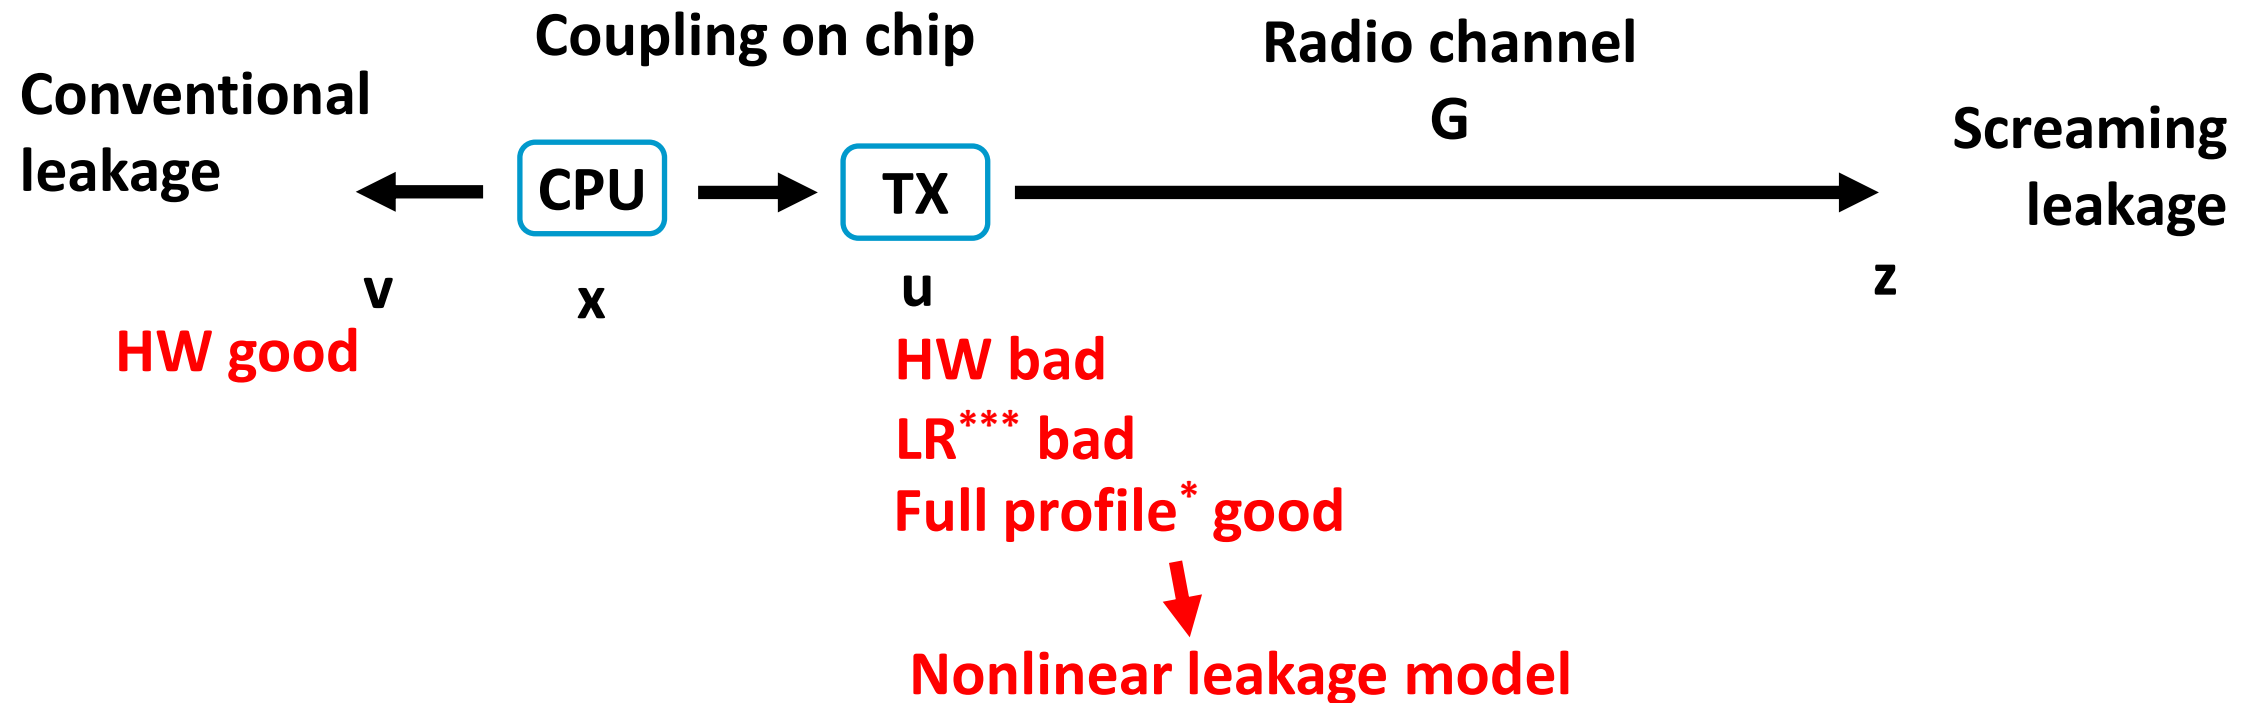 Coupling on chip
Radio channel
G
Conventional
leakage
CPU
TX
Screaming
leakage
v
x
u
z
HW good
HW bad
LR*** bad
Full profile* good
Nonlinear leakage model